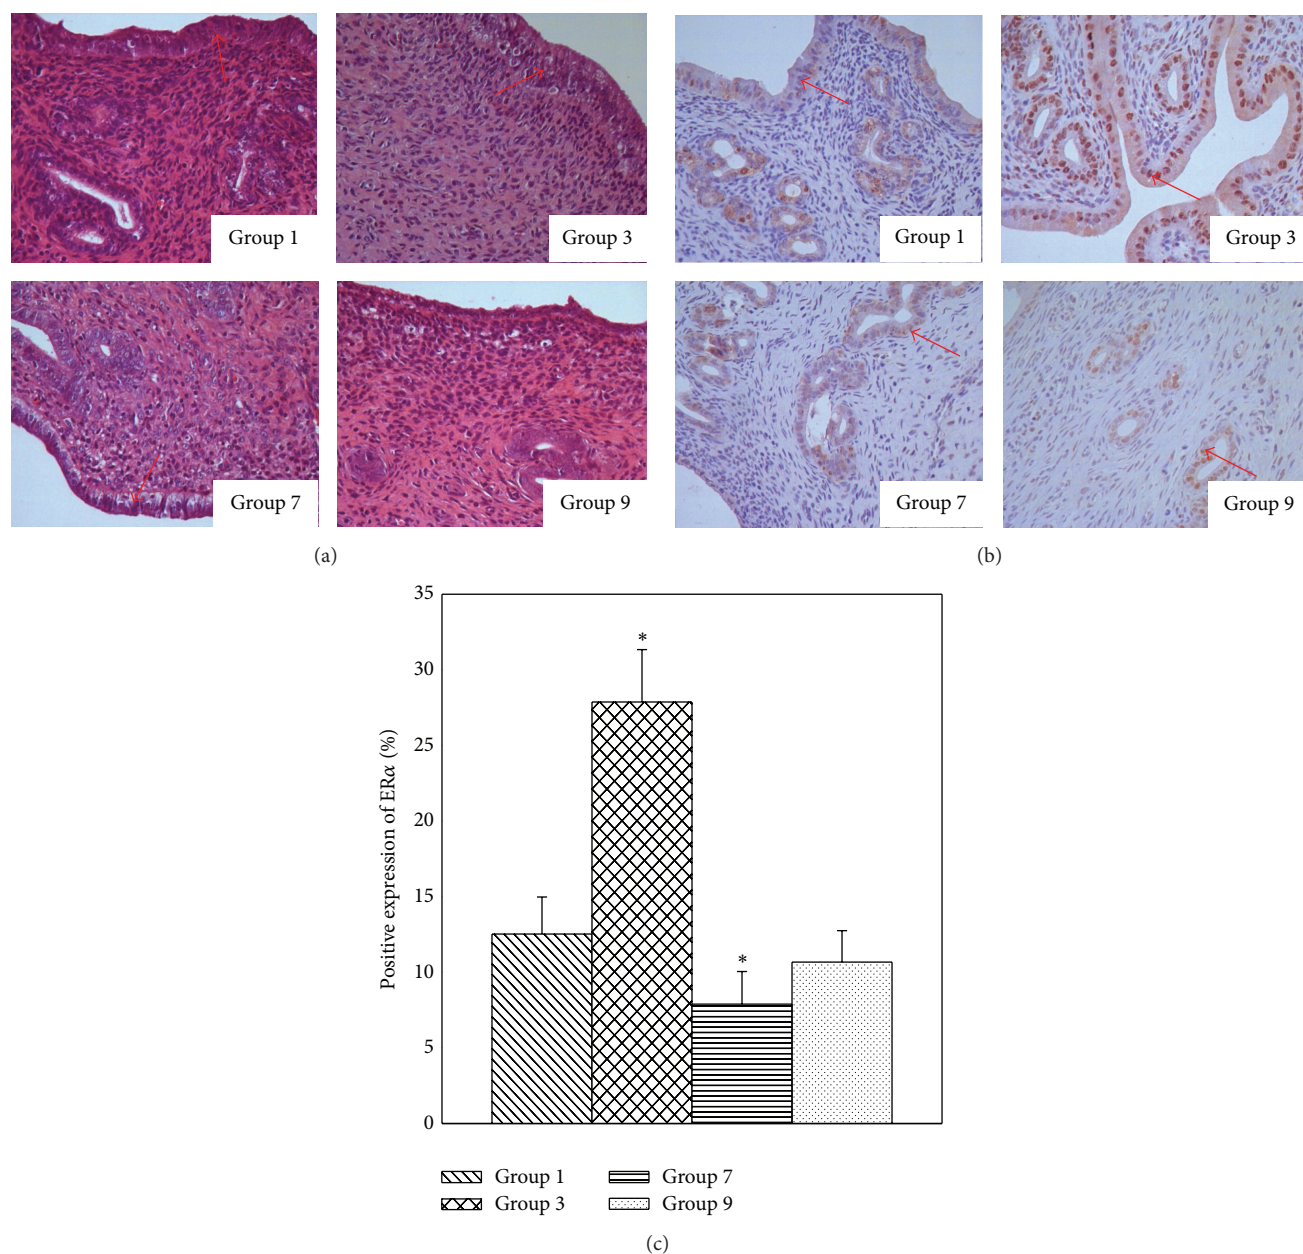 Group 1
Group 3
Group 1
Group 3
Group 7
Group 9
Group 7
Group 9
(a)
(b)
35
30
25
20
15
10
5
0
Positive expression of ERα (%)
*
*
Group 1
Group 7
Group 3
Group 9
(c)